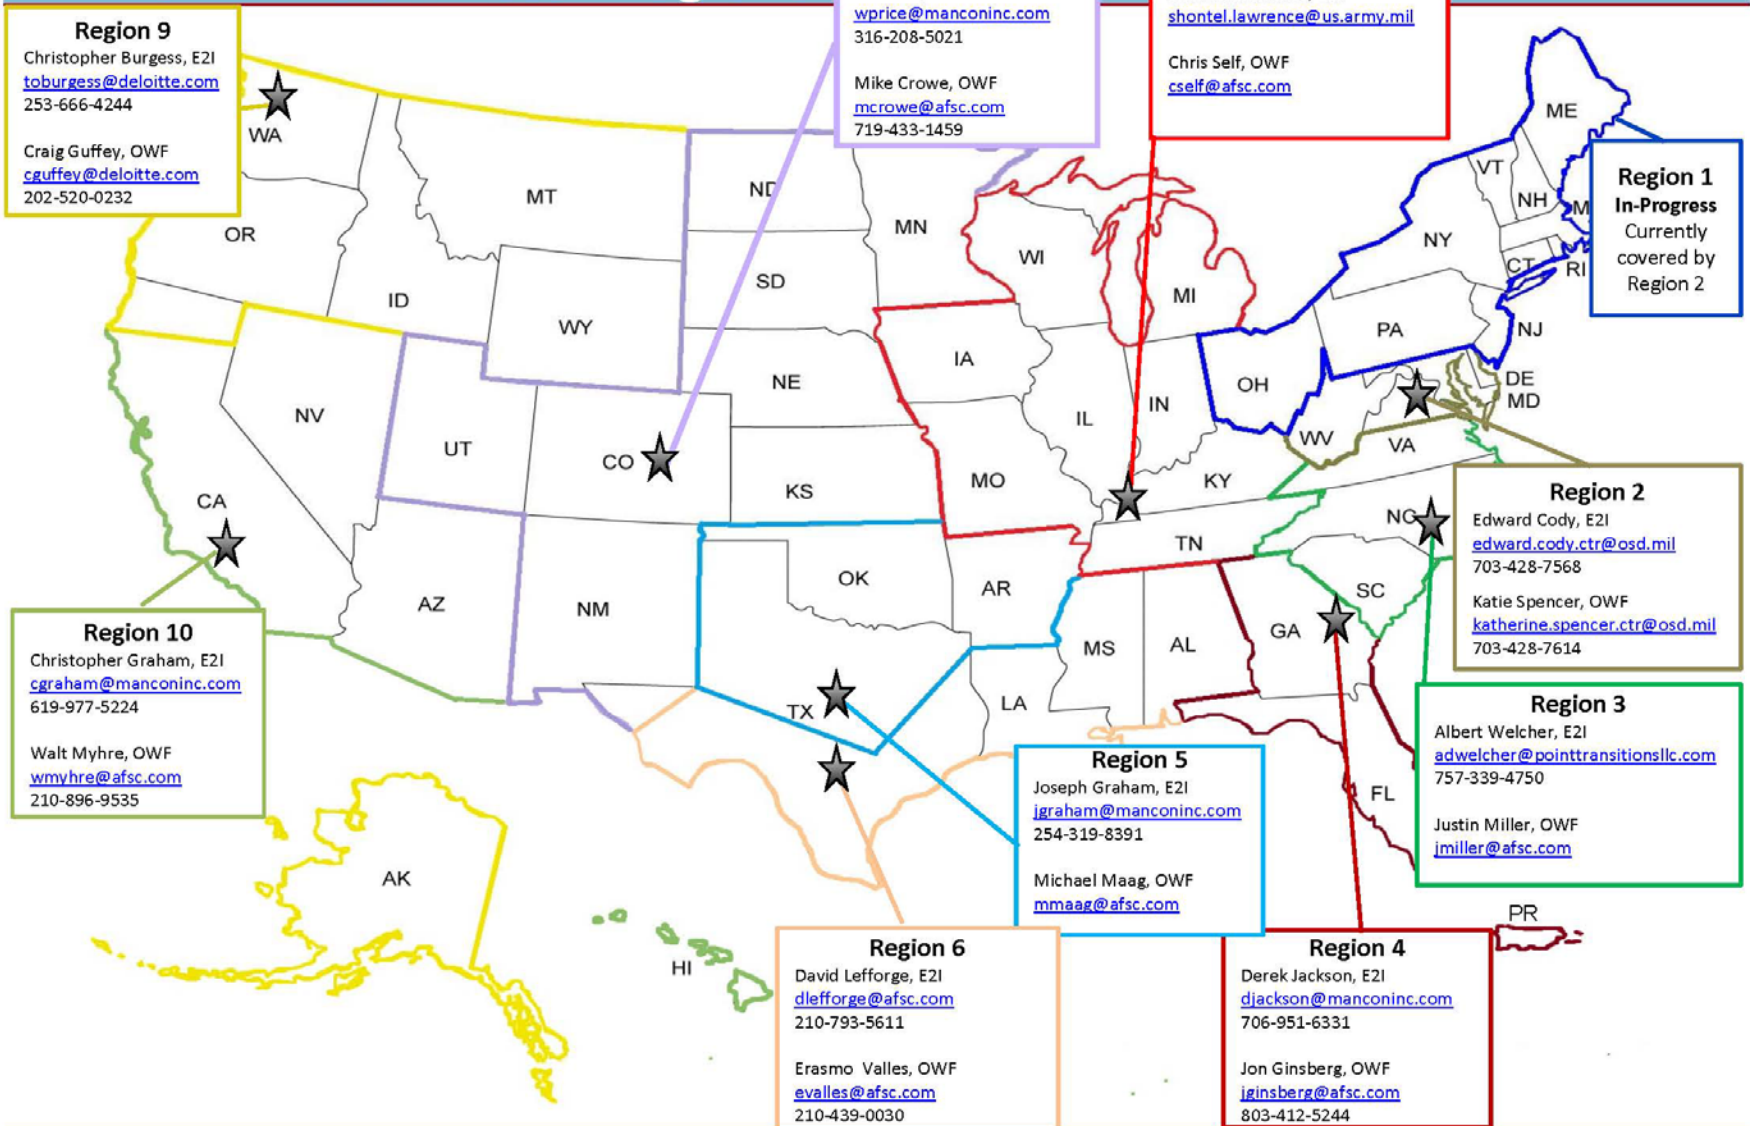 Region 9
Christopher Burgess, E2I
toburgess@deloitte.com
253-666-4244
Craig Guffey, OWF
cguffey@deloitte.com
202-520-0232
wprice@manconinc.com
316-208-5021
Mike Crowe, OWF
mcrowe@afsc.com
719-433-1459
shontel.lawrence@us.army.mil
Chris Self, OWF
cself@afsc.com
Region 1
In-Progress
Currently
covered by
Region 2
WA
OR
MT
ID
WY
ND
SD
NE
KS
MN
WI
MI
IA
IL
IN
OH
MO
KY
ME
VT
NH
M
NY
CT
RI
PA
NJ
DE
MD
WV
VA
NV
UT
CO
CA
AZ
NM
OK
AR
TN
NC
SC
GA
MS
AL
LA
TX
FL
AK
HI
PR
Region 2
Edward Cody, E2I
edward.cody.ctr@osd.mil
703-428-7568
Katie Spencer, OWF
katherine.spencer.ctr@osd.mil
703-428-7614
Region 10
Christopher Graham, E2I
cgraham@manconinc.com
619-977-5224
Walt Myhre, OWF
wmyhre@afsc.com
210-896-9535
Region 3
Albert Welcher, E2I
adwelcher@pointtransitionsllc.com
757-339-4750
Justin Miller, OWF
jmiller@afsc.com
Region 5
Joseph Graham, E2I
jgraham@manconinc.com
254-319-8391
Michael Maag, OWF
mmaag@afsc.com
Region 6
David Lefforge, E2I
dlefforge@afsc.com
210-793-5611
Erasmo Valles, OWF
evalles@afsc.com
210-439-0030
Region 4
Derek Jackson, E2I
djackson@manconinc.com
706-951-6331
Jon Ginsberg, OWF
jginsberg@afsc.com
803-412-5244